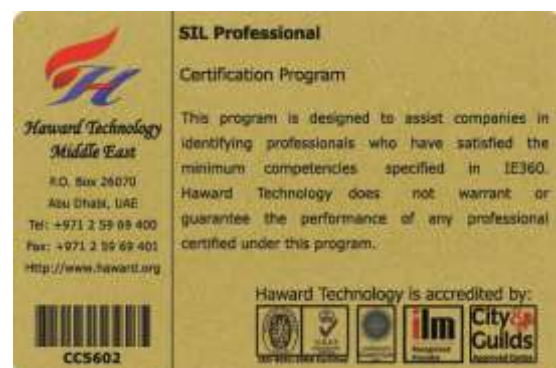 H
Haward Technology
Middle East
P.O. Box 26070
Abu Dhabi, UAE
Tel: +971 2 59 69 400
Fax: +971 2 59 69 401
Http://www.haward.org
CC5602
SIL Professional
Certification Program
This program is designed to assist companies in
identifying professionals who have satisfied the
minimum competencies specified in IE360.
Haward Technology does not warrant or
guarantee the performance of any professional
certified under this program.
Haward Technology is accredited by:
ilm
City &
Guilds
Approved Centre